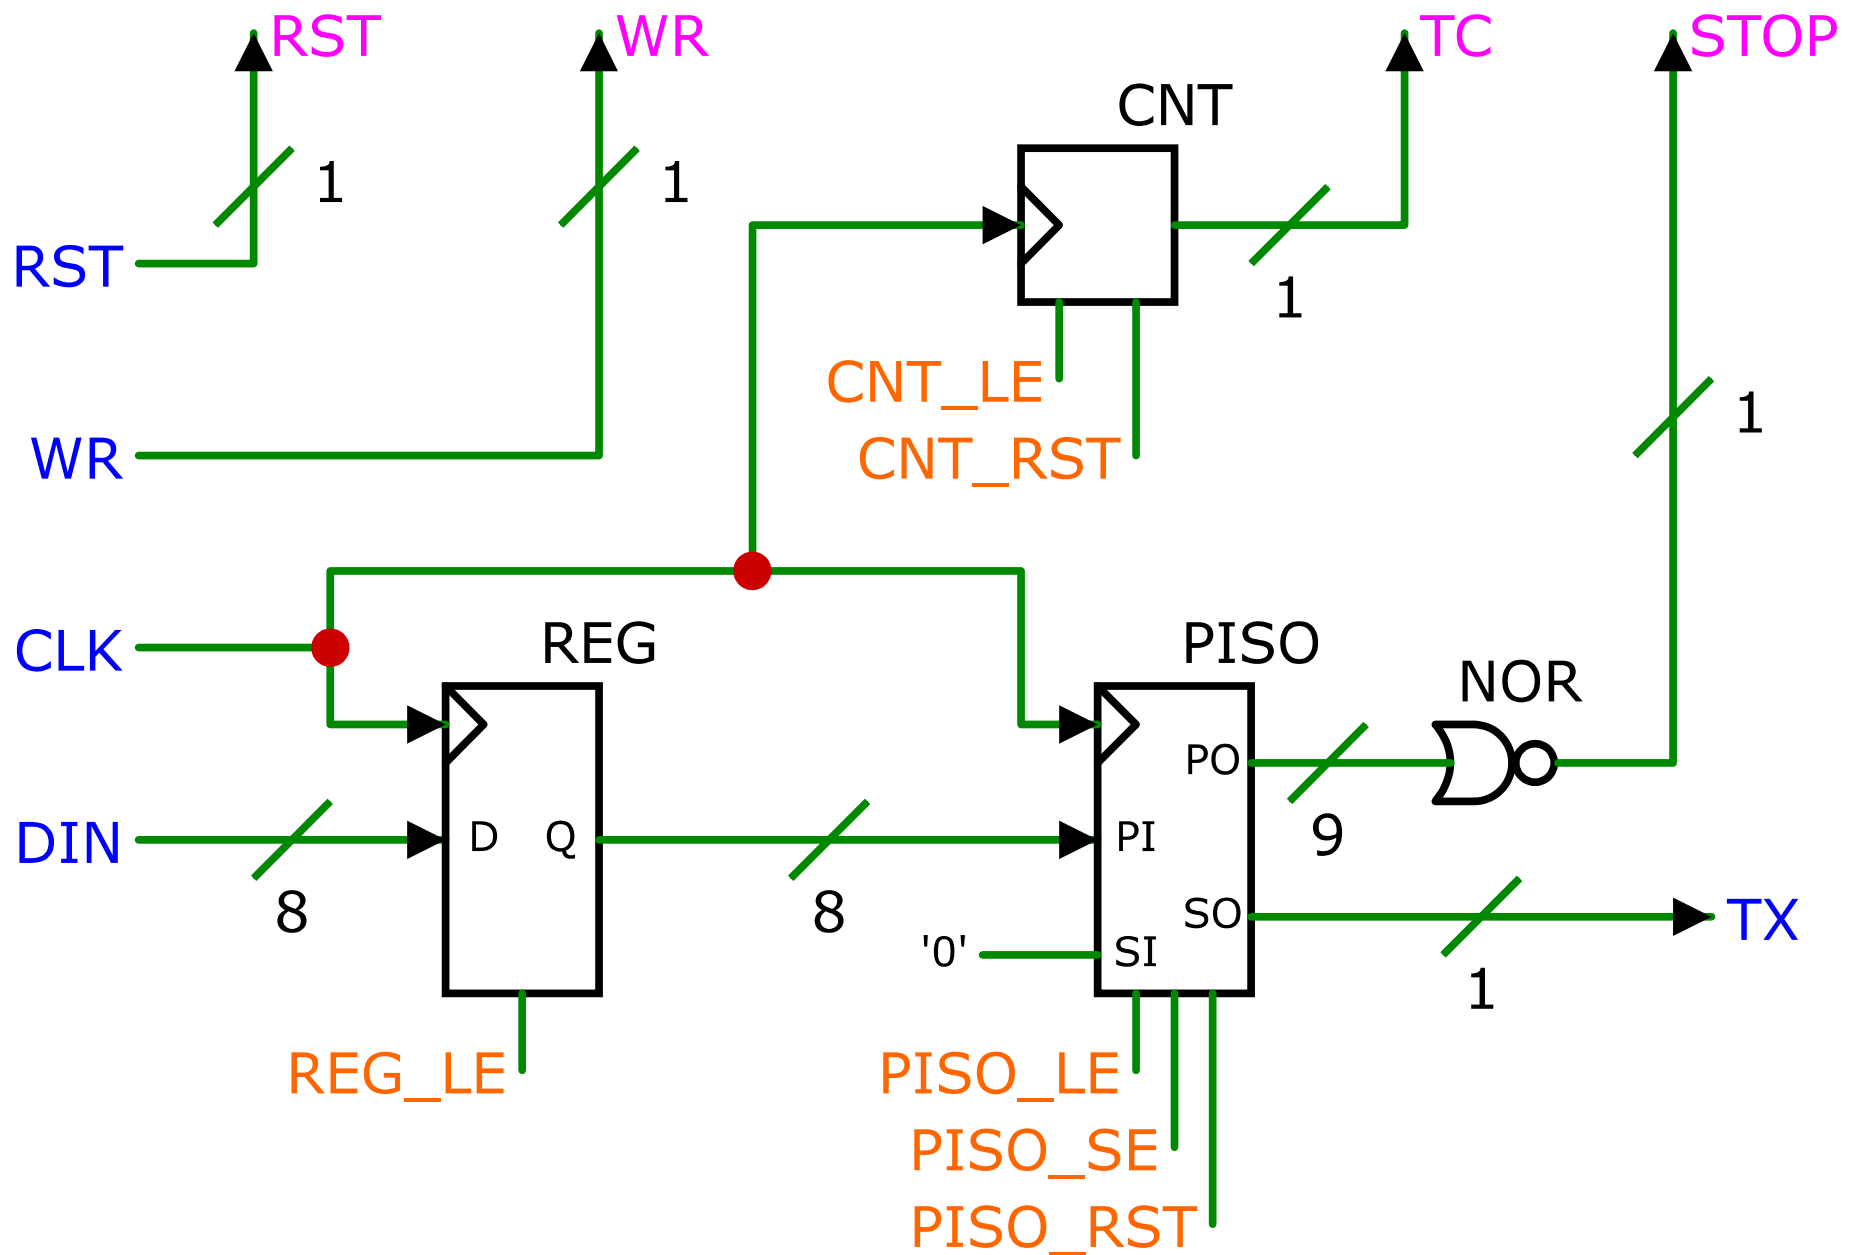 RST
WR
TC
STOP
CNT
1
1
RST
1
CNT_LE
1
WR
CNT_RST
CLK
REG
PISO
NOR
PO
DIN
D
Q
PI
9
8
8
SO
TX
'0'
SI
1
REG_LE
PISO_LE
PISO_SE
PISO_RST